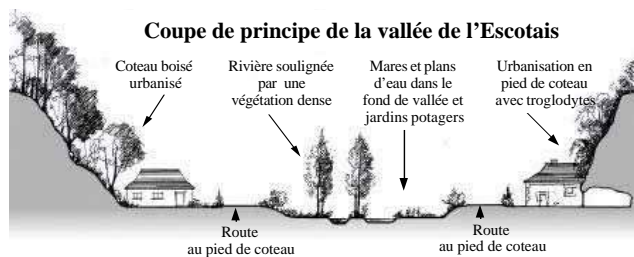 Coupe de principe de la vallée de l'Escotais
Coteau boisé
urbanisé
Rivière soulignée
par une
végétation dense
Mares et plans
d'eau dans le
fond de vallée et
jardins potagers
Urbanisation en
pied de coteau
avec troglodytes
Route
au pied de coteau
Route
au pied de coteau